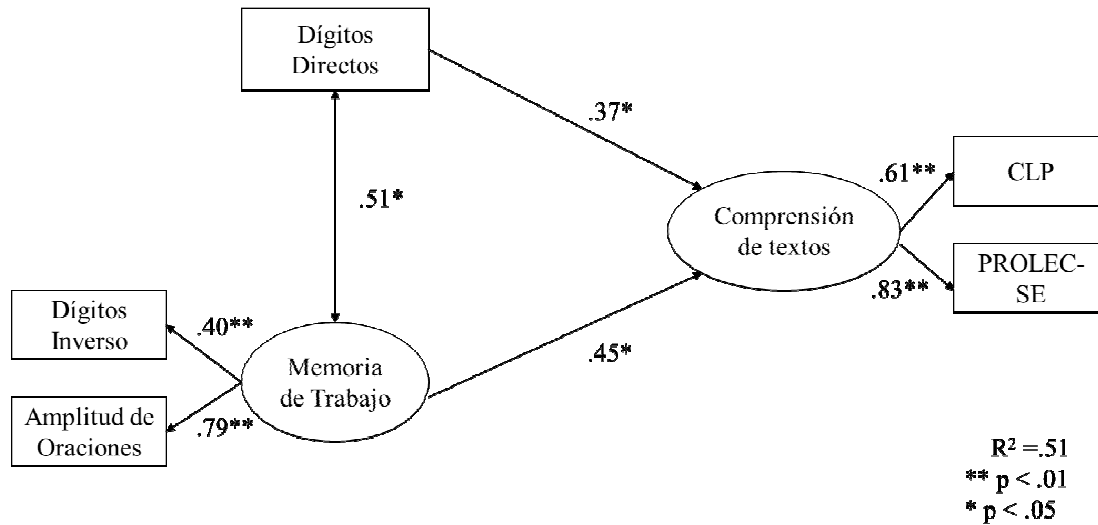 Dígitos
Directos
.37*
.51*
.61**
CLP
Comprensión
de textos
PROLEC-
SE
.83**
Dígitos
Inverso
.40**
Memoria
de Trabajo
.45*
Amplitud de
Oraciones
.79**
R² =.51
** p < .01
* p < .05